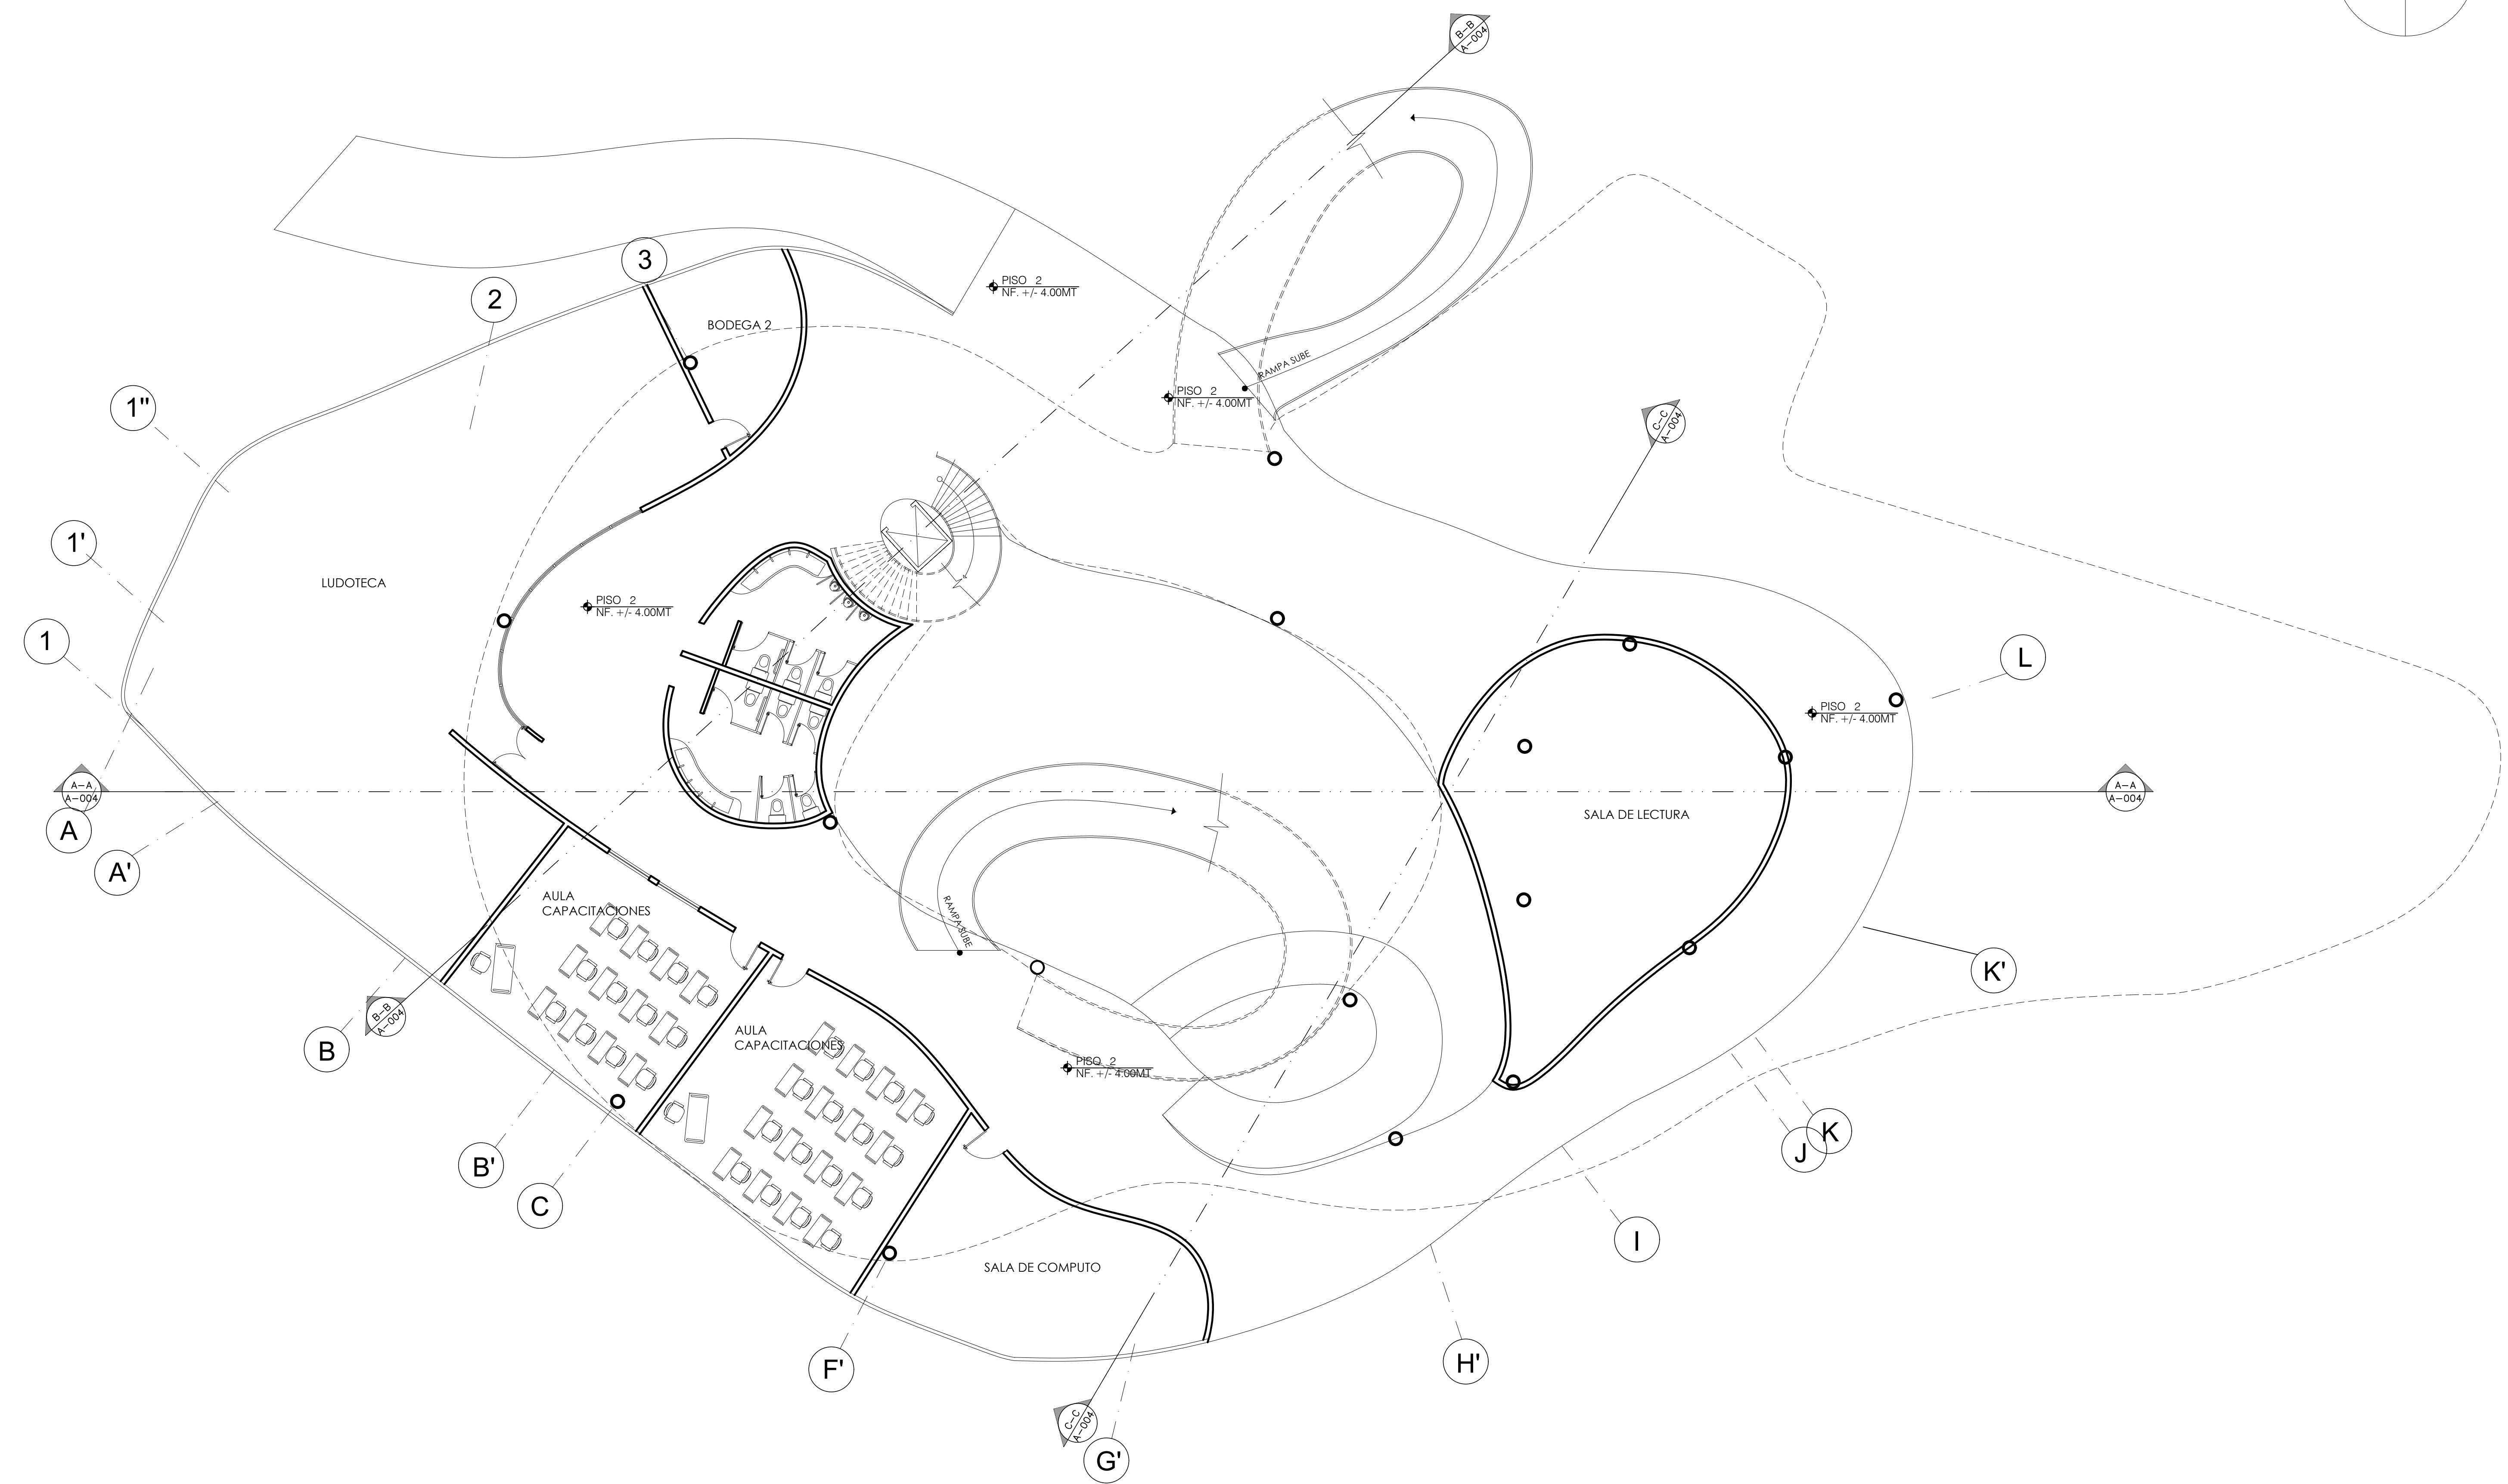 B-B
A-004
3
PISO 2
NF. +/- 4.00MT
2
BODEGA 2
RAMPA SUBE
PISO 2
NF. +/- 4.00MT
1"
C-C
A-004
1'
LUDOTECA
PISO 2
NF. +/- 4.00MT
1
L
PISO 2
NF. +/- 4.00MT
A-A
A-004
A-A
A-004
SALA DE LECTURA
A
A'
AULA
CAPACITACIONES
RAMPA SUBE
K'
B-B
A-004
AULA
CAPACITACIONES
B
PISO 2
NF. +/- 4.00MT
K
J
B'
C
I
SALA DE COMPUTO
F'
H'
C-C
A-004
G'